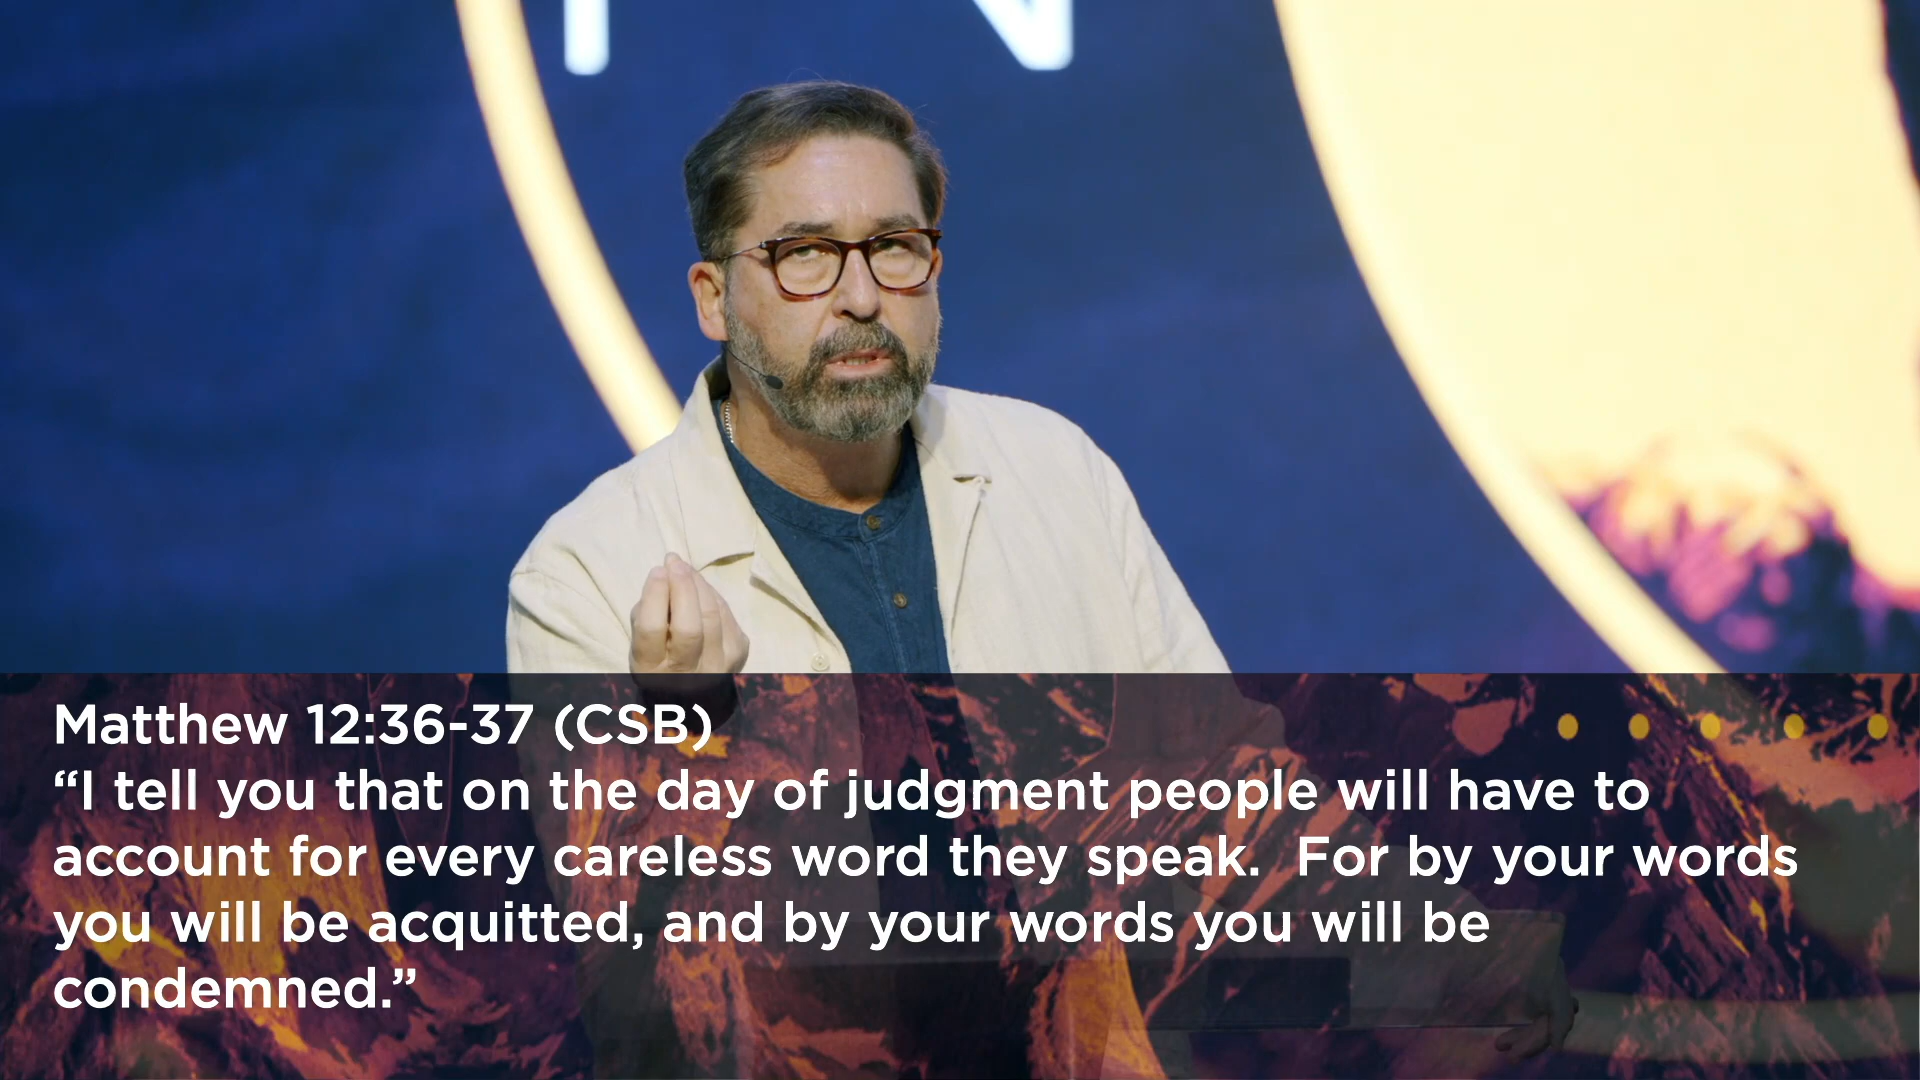 Matthew 12:36-37 (CSB)
“I tell you that on the day of judgment people will have to
account for every careless word they speak.  For by your words
you will be acquitted, and by your words you will be
condemned.”